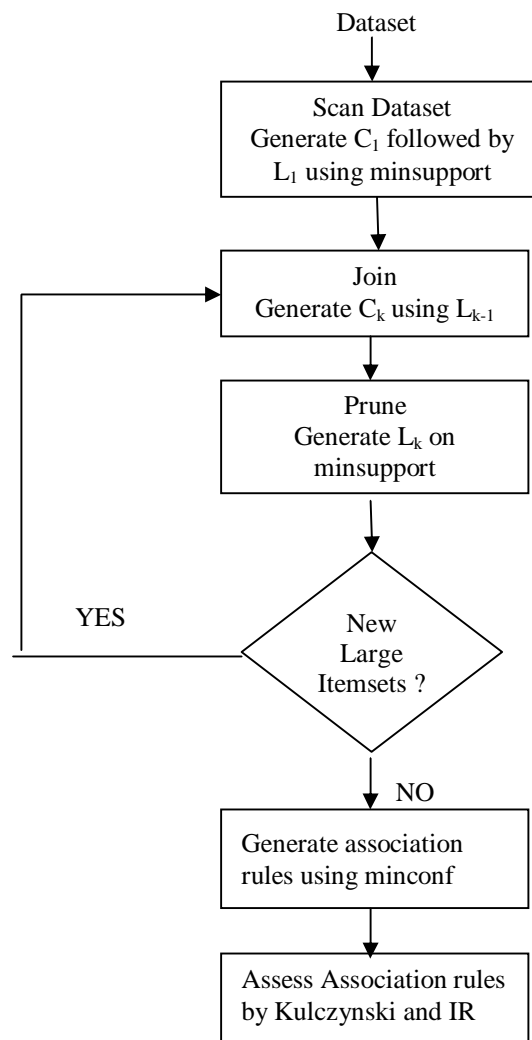 Dataset
Scan Dataset
Generate C₁ followed by
L₁ using minsupport
Join
Generate Cₖ using Lₖ₋₁
Prune
Generate Lₖ on
minsupport
YES
New
Large
Itemsets ?
NO
Generate association
rules using minconf
Assess Association rules
by Kulczynski and IR